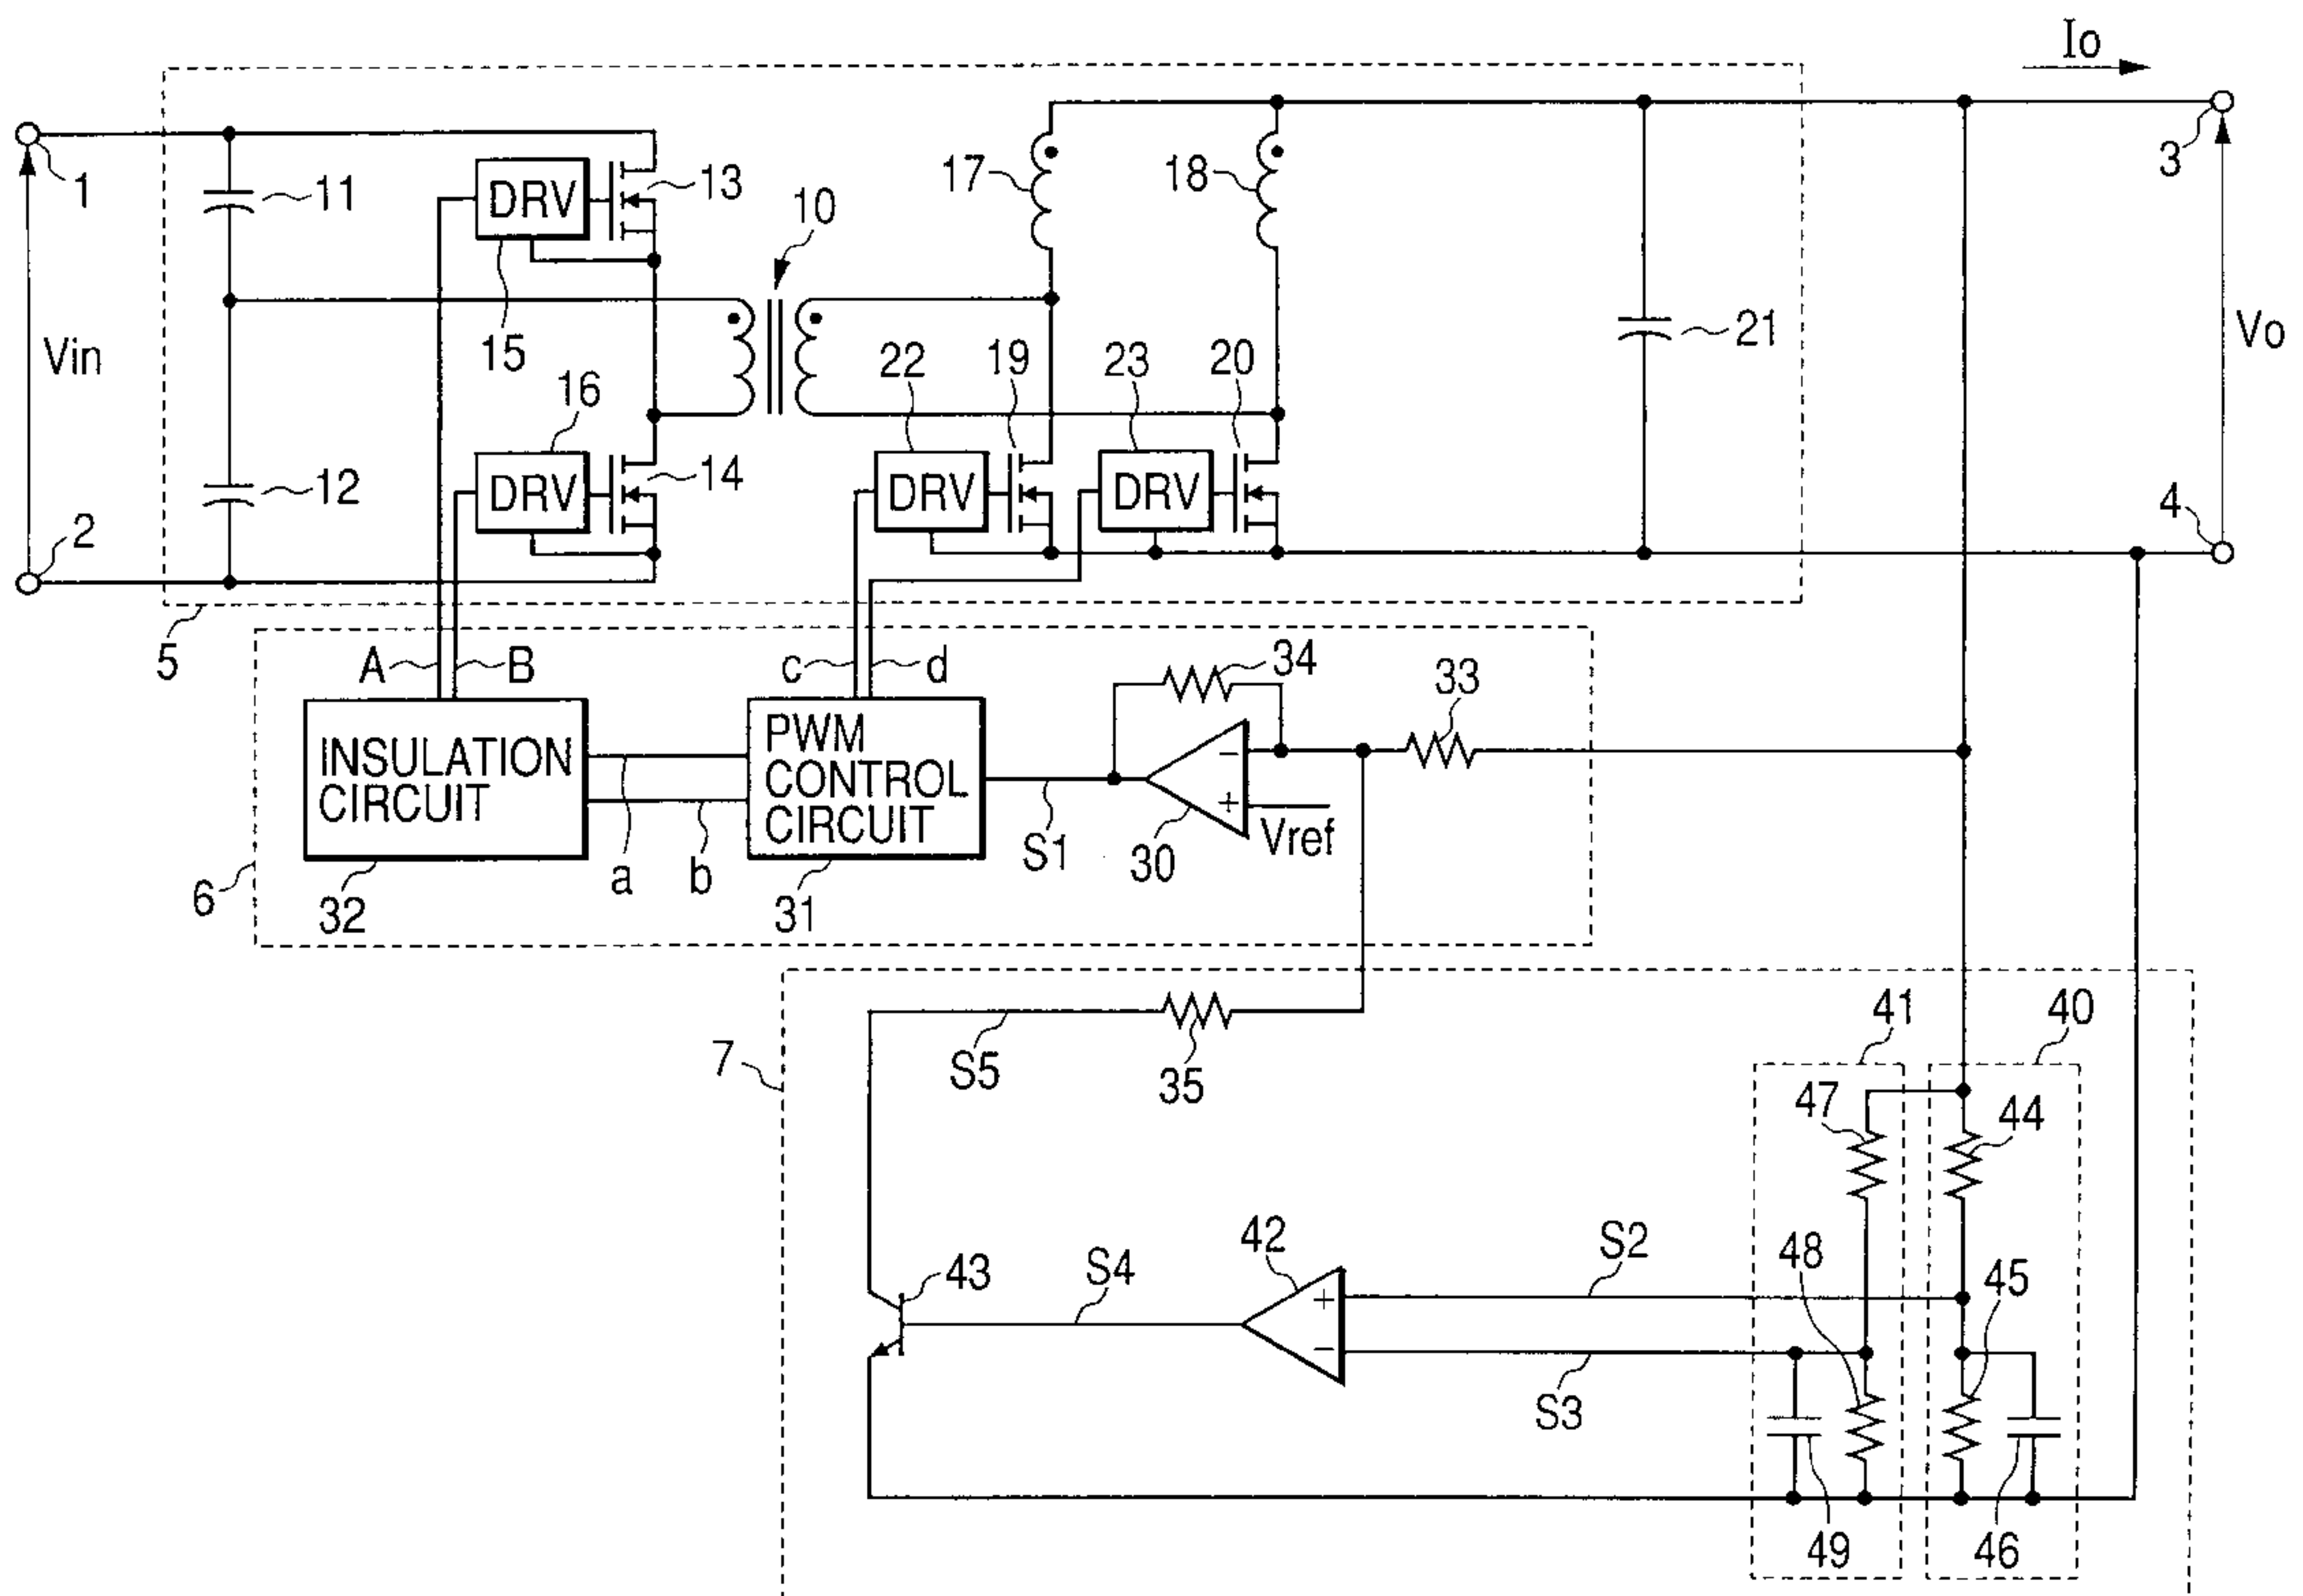 Io
1
11
DRV
13
10
17
18
3
Vin
15
16
22
19
23
20
21
Vo
12
DRV
14
DRV
DRV
2
4
5
A
B
c
d
34
33
INSULATION
CIRCUIT
PWM
CONTROL
CIRCUIT
−
+
Vref
6
32
a
b
31
S1
30
7
S5
35
41
40
47
44
43
S4
42
S2
48
45
+
−
S3
49
46